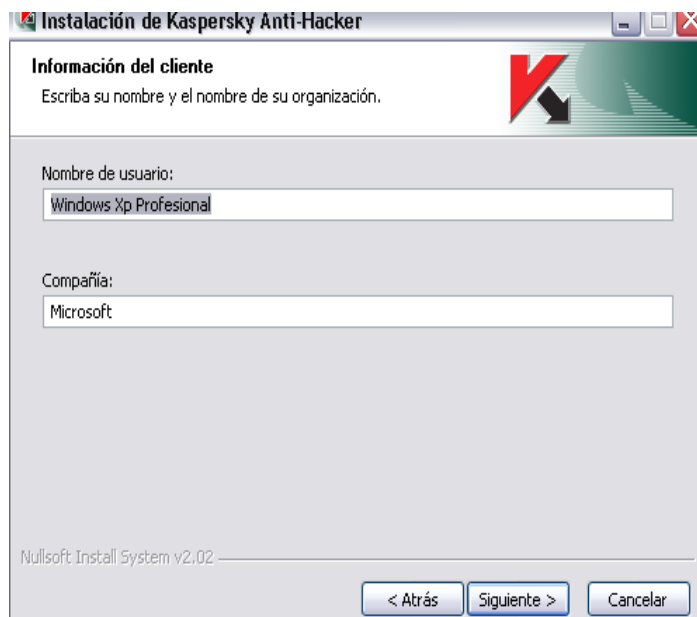 Instalación de Kaspersky Anti-Hacker
Información del cliente
Escriba su nombre y el nombre de su organización.
Nombre de usuario:
Windows Xp Profesional
Compañía:
Microsoft
Nullsoft Install System v2.02
< Atrás
Siguiente >
Cancelar